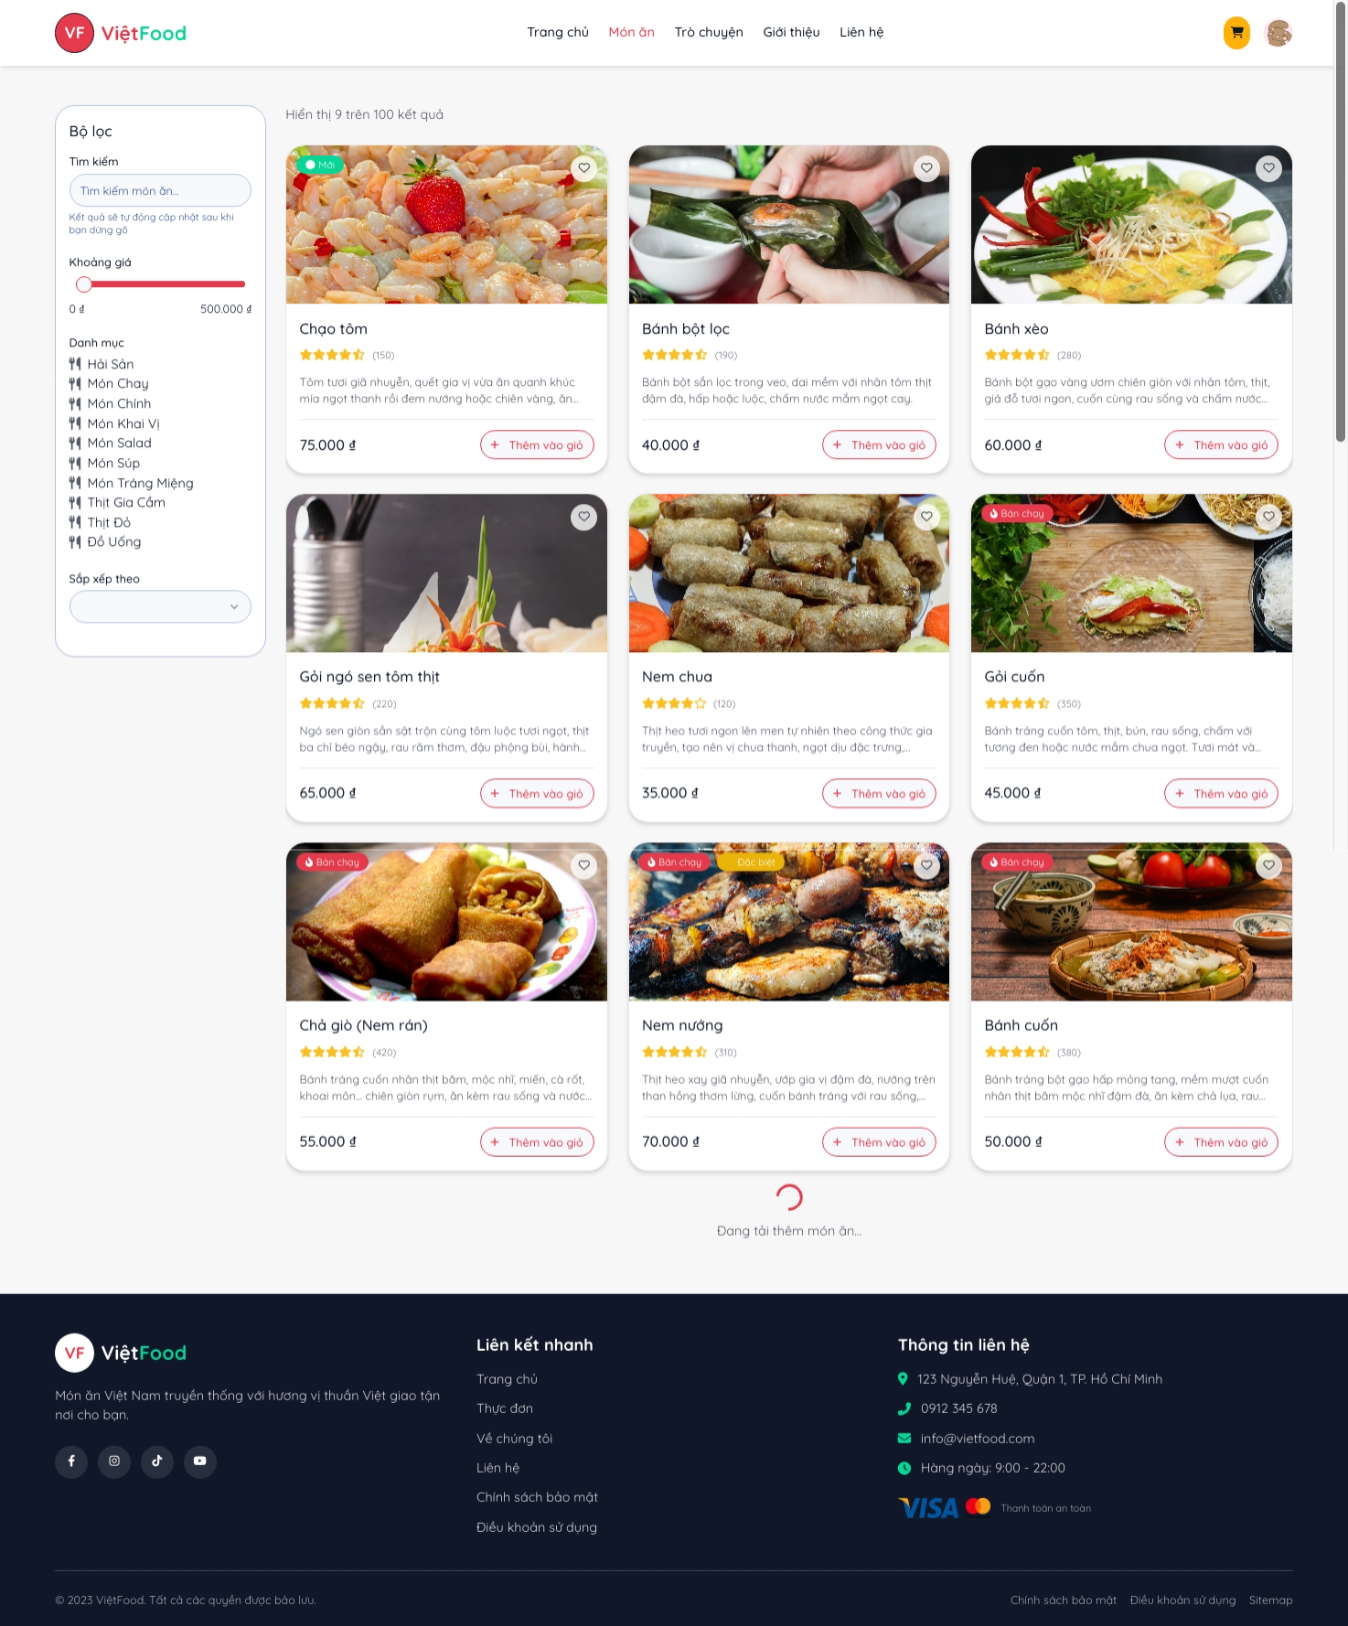 VF ViệtFood
Trang chủ Món ăn Trò chuyện Giới thiệu Liên hệ
Bộ lọc
Tìm kiếm
Tìm kiếm món ăn...
Kết quả sẽ tự động cập nhật sau khi
bạn dừng gõ
Khoảng giá
0 ₫ 500.000 ₫
Danh mục
Hải Sản
Món Chay
Món Chính
Món Khai Vị
Món Salad
Món Súp
Món Tráng Miệng
Thịt Gia Cầm
Thịt Đỏ
Đồ Uống
Sắp xếp theo
Hiển thị 9 trên 100 kết quả
Mới
Chạo tôm
(150)
Tôm tươi giã nhuyễn, quết gia vị vừa ăn quanh khúc
mía ngọt thanh rồi đem nướng hoặc chiên vàng, ăn...
75.000 ₫
+ Thêm vào giỏ
Bánh bột lọc
(190)
Bánh bột sắn lọc trong veo, dai mềm với nhân tôm thịt
đậm đà, hấp hoặc luộc, chấm nước mắm ngọt cay.
40.000 ₫
+ Thêm vào giỏ
Bánh xèo
(280)
Bánh bột gạo vàng ươm chiên giòn với nhân tôm, thịt,
giá đỗ tươi ngon, cuốn cùng rau sống và chấm nước...
60.000 ₫
+ Thêm vào giỏ
Gỏi ngó sen tôm thịt
(220)
Ngó sen giòn sần sật trộn cùng tôm luộc tươi ngọt, thịt
ba chỉ béo ngậy, rau răm thơm, đậu phộng bùi, hành...
65.000 ₫
+ Thêm vào giỏ
Nem chua
(120)
Thịt heo tươi ngon lên men tự nhiên theo công thức gia
truyền, tạo nên vị chua thanh, ngọt dịu đặc trưng,...
35.000 ₫
+ Thêm vào giỏ
Bán chạy
Gỏi cuốn
(350)
Bánh tráng cuốn tôm, thịt, bún, rau sống, chấm với
tương đen hoặc nước mắm chua ngọt. Tươi mát và...
45.000 ₫
+ Thêm vào giỏ
Bán chạy
Chả giò (Nem rán)
(420)
Bánh tráng cuốn nhân thịt băm, mộc nhĩ, miến, cà rốt,
khoai môn... chiên giòn rụm, ăn kèm rau sống và nước...
55.000 ₫
+ Thêm vào giỏ
Bán chạy Đặc biệt
Nem nướng
(310)
Thịt heo xay giã nhuyễn, ướp gia vị đậm đà, nướng trên
than hồng thơm lừng, cuốn bánh tráng với rau sống,...
70.000 ₫
+ Thêm vào giỏ
Bán chạy
Bánh cuốn
(380)
Bánh tráng bột gạo hấp mỏng tang, mềm mượt cuốn
nhân thịt băm mộc nhĩ đậm đà, ăn kèm chả lụa, rau...
50.000 ₫
+ Thêm vào giỏ
Đang tải thêm món ăn...
VF ViệtFood
Món ăn Việt Nam truyền thống với hương vị thuần Việt giao tận
nơi cho bạn.
Liên kết nhanh
Trang chủ
Thực đơn
Về chúng tôi
Liên hệ
Chính sách bảo mật
Điều khoản sử dụng
Thông tin liên hệ
123 Nguyễn Huệ, Quận 1, TP. Hồ Chí Minh
0912 345 678
info@vietfood.com
Hàng ngày: 9:00 - 22:00
VISA Thanh toán an toàn
© 2023 ViệtFood. Tất cả các quyền được bảo lưu.
Chính sách bảo mật Điều khoản sử dụng Sitemap